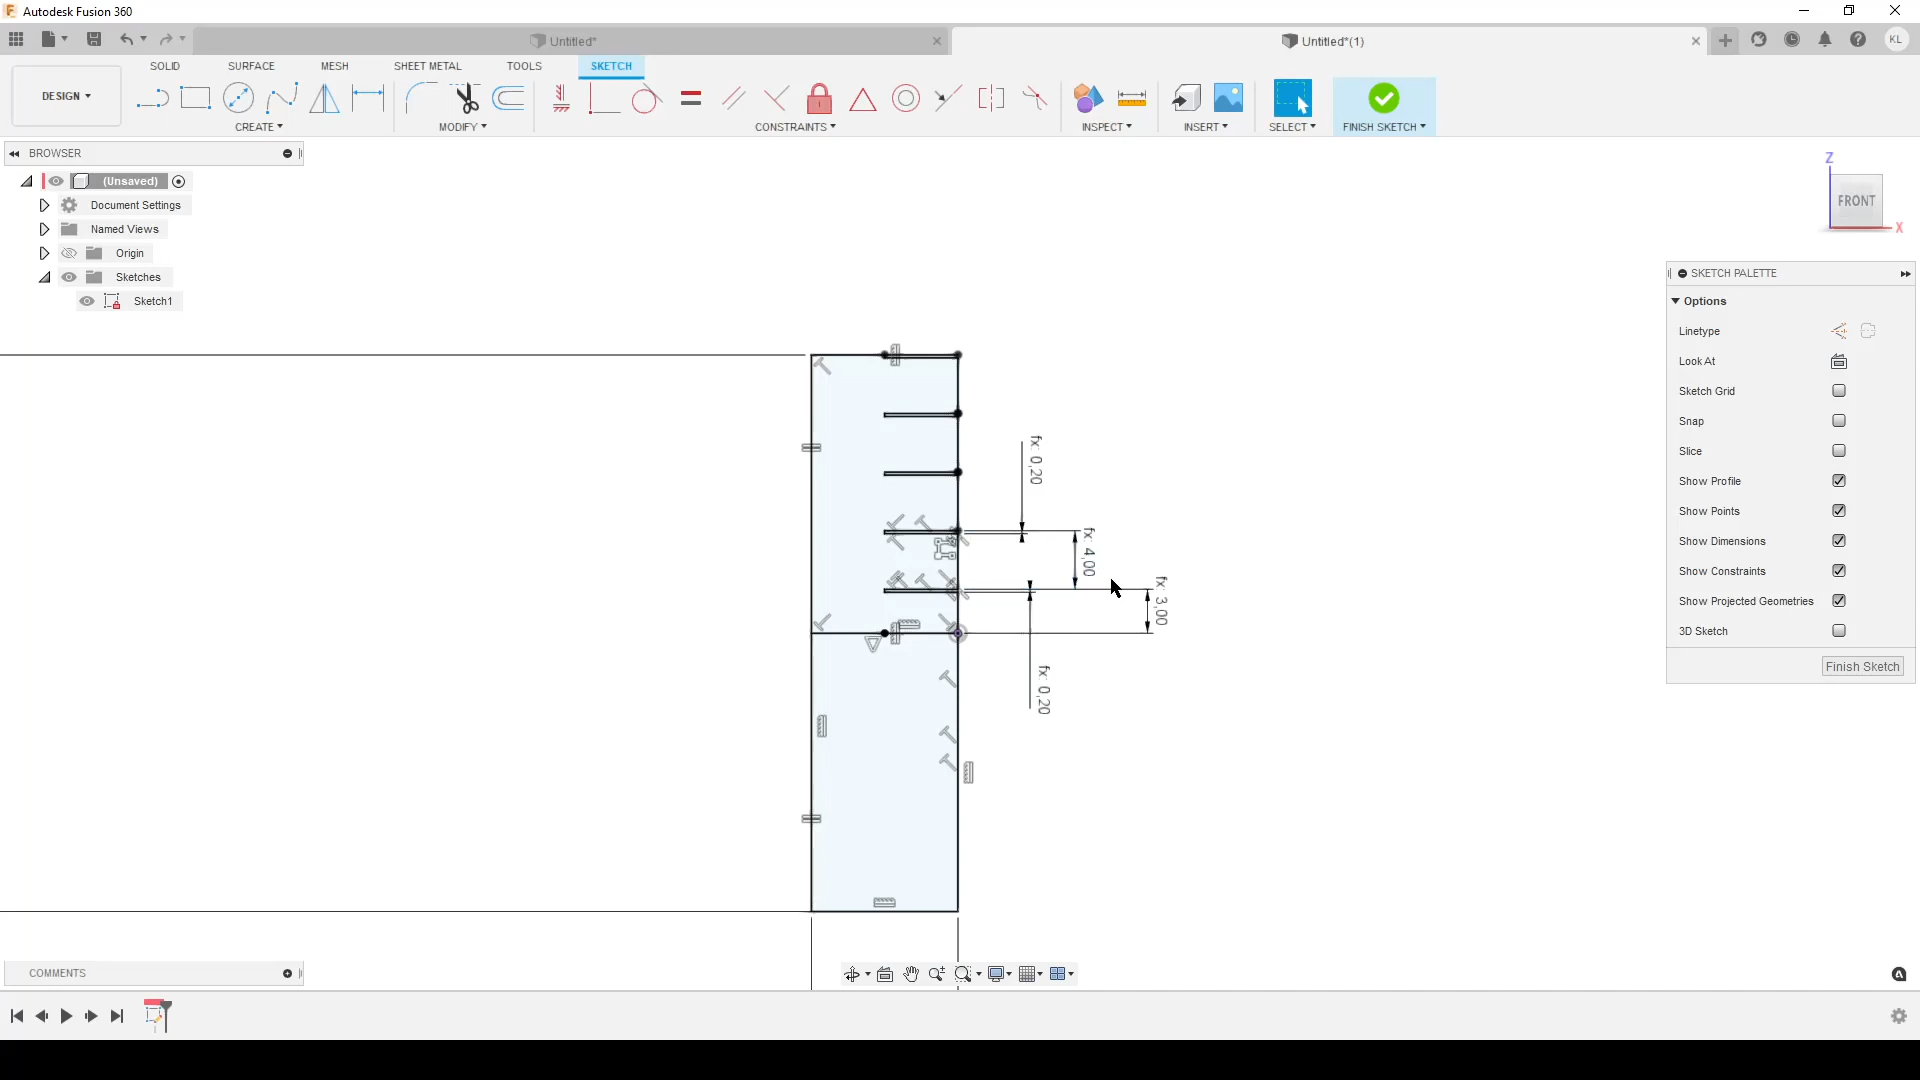 Autodesk Fusion 360
Untitled*
Untitled*(1)
KL
SOLID
SURFACE
MESH
SHEET METAL
TOOLS
SKETCH
DESIGN
CREATE
MODIFY
CONSTRAINTS
INSPECT
INSERT
SELECT
FINISH SKETCH
BROWSER
(Unsaved)
Document Settings
Named Views
Origin
Sketches
Sketch1
Z
FRONT
X
SKETCH PALETTE
Options
Linetype
Look At
Sketch Grid
Snap
Slice
Show Profile
Show Points
Show Dimensions
Show Constraints
Show Projected Geometries
3D Sketch
Finish Sketch
fx: 0,20
fx: 4,00
fx: 3,00
fx: 0,20
COMMENTS